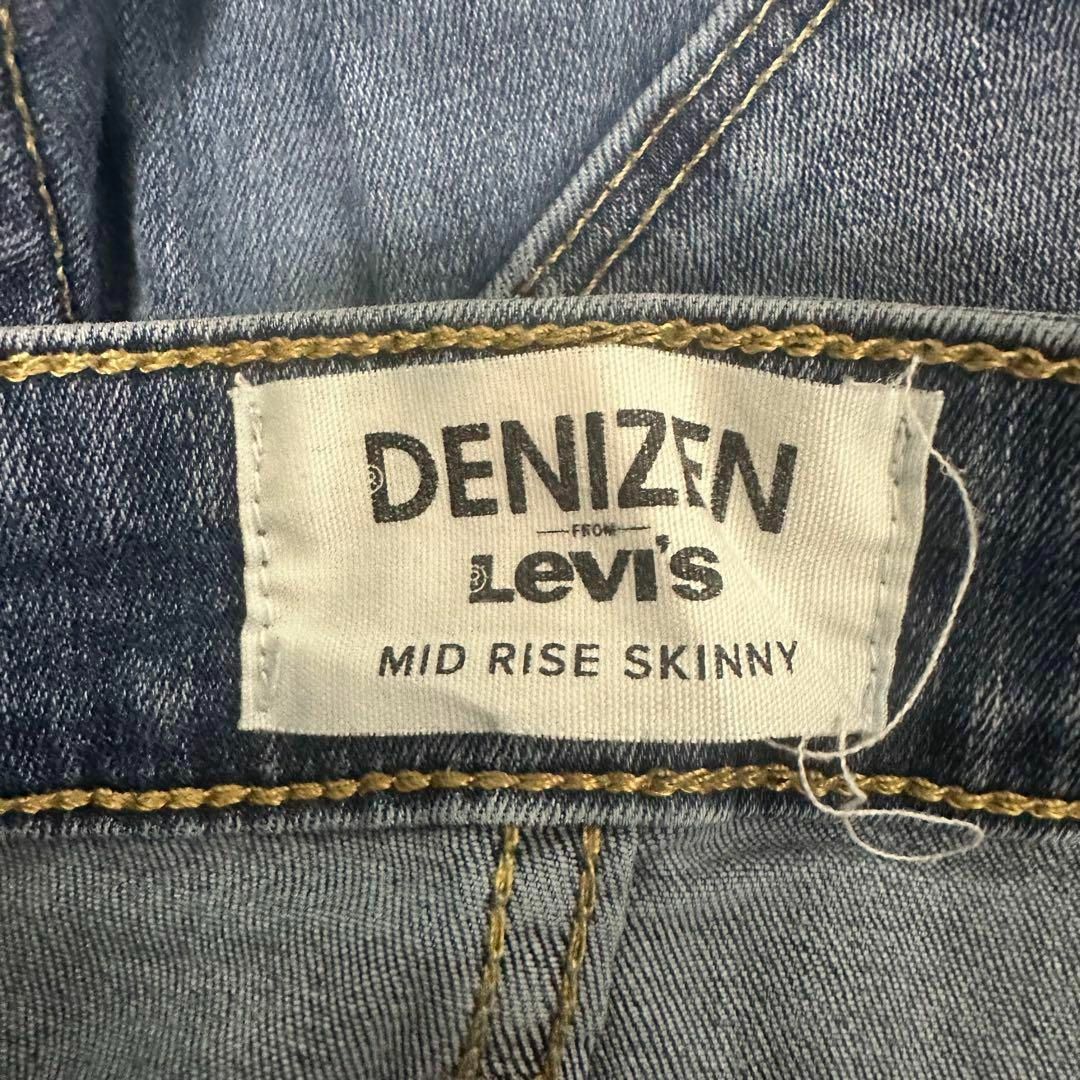 ®DENIZEN
FROM
®Levi's
MID RISE SKINNY